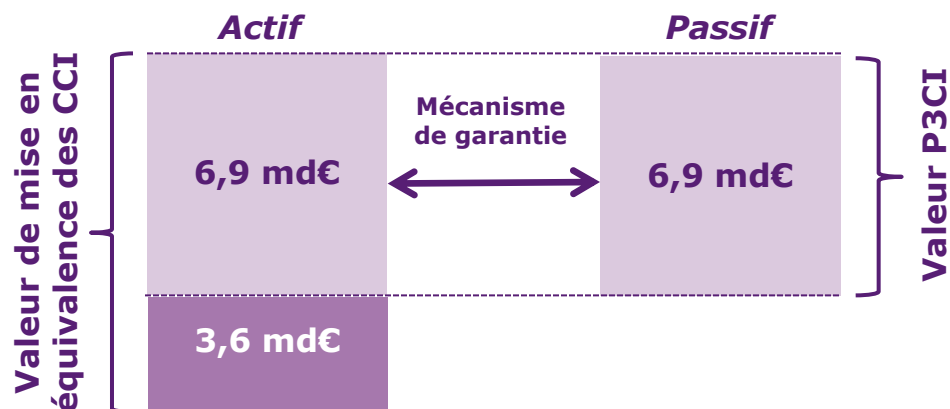 Actif
Passif
Valeur de mise en
équivalence des CCI
6,9 md€
Mécanisme
de garantie
6,9 md€
Valeur P3CI
3,6 md€